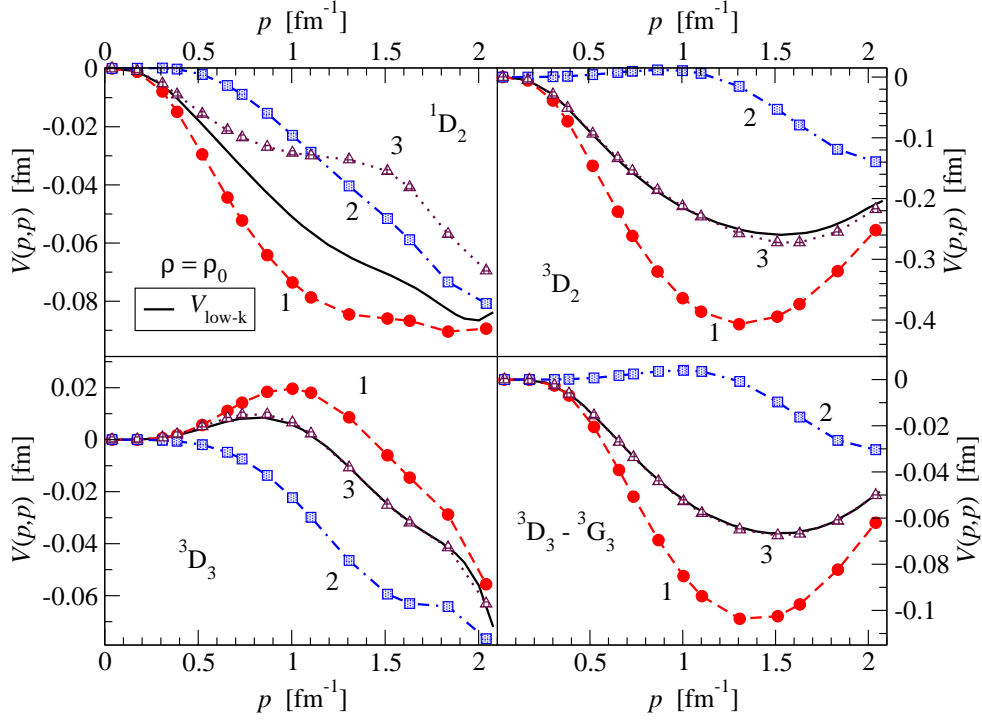 p [fm⁻¹] p [fm⁻¹]
0 0.5 1 1.5 2 0.5 1 1.5 2
0
-0.02
-0.04
-0.06
-0.08
V(p,p) [fm]
¹D₂
3
2
1
ρ = ρ₀
V_low-k
0
-0.1
-0.2
-0.3
-0.4
V(p,p) [fm]
2
³D₂
3
1
0.02
0
-0.02
-0.04
-0.06
V(p,p) [fm]
1
3
³D₃
2
0
-0.02
-0.04
-0.06
-0.08
-0.1
V(p,p) [fm]
2
³D₃ - ³G₃
3
1
0 0.5 1 1.5 2 0.5 1 1.5 2
p [fm⁻¹] p [fm⁻¹]